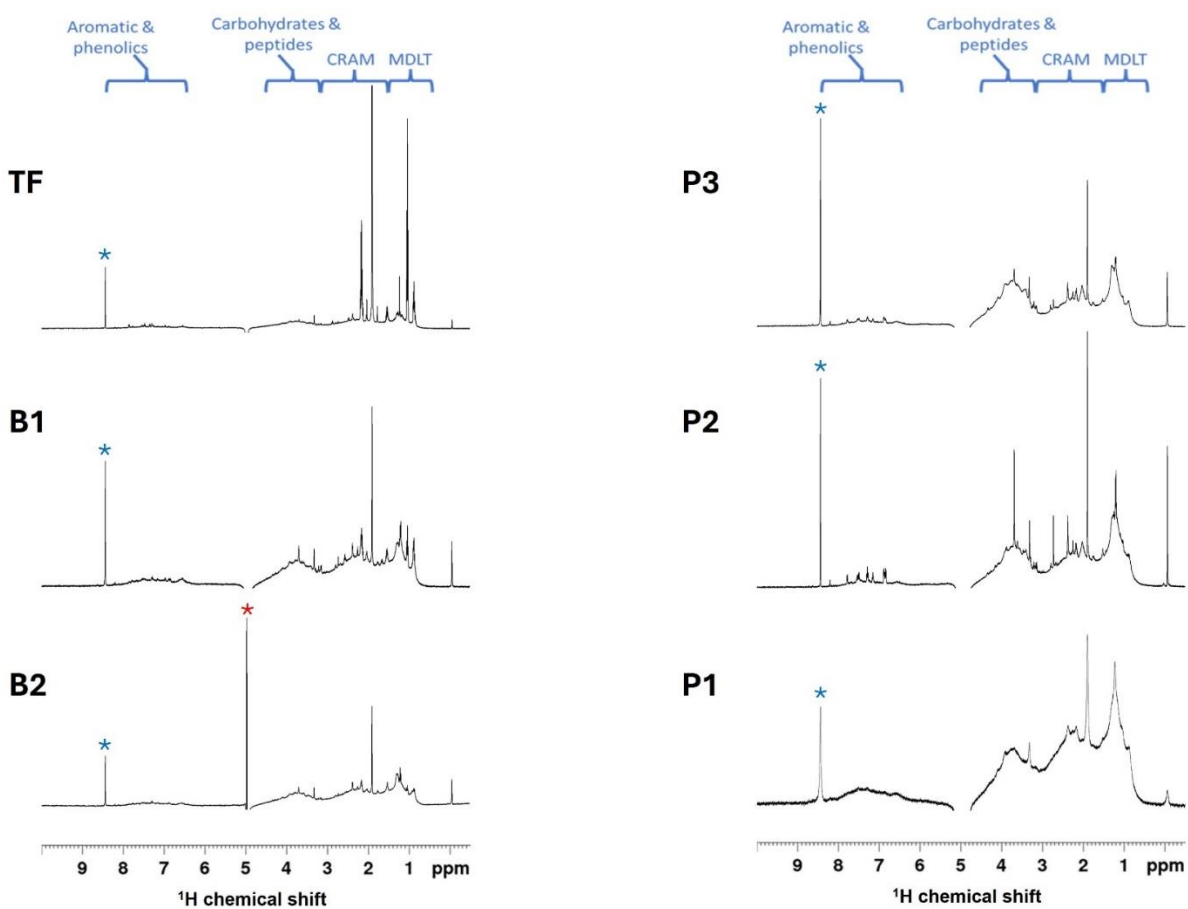 Aromatic &
phenolics
Carbohydrates &
peptides
CRAM
MDLT
*
TF
*
B1
*
*
B2
9 8 7 6 5 4 3 2 1 ppm
¹H chemical shift
Aromatic &
phenolics
Carbohydrates &
peptides
CRAM
MDLT
*
P3
*
P2
*
P1
9 8 7 6 5 4 3 2 1 ppm
¹H chemical shift